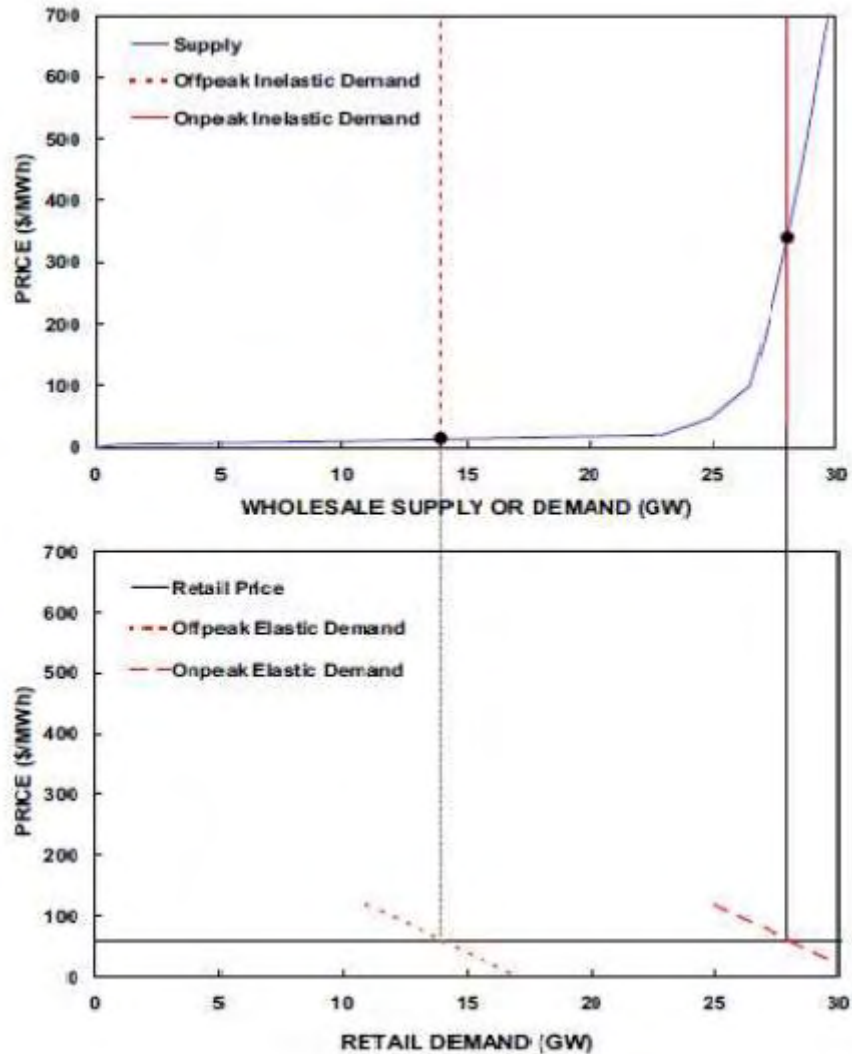 700
600
500
400
300
200
100
0
PRICE ($/MWh)
Supply
Offpeak Inelastic Demand
Onpeak Inelastic Demand
0 5 10 15 20 25 30
WHOLESALE SUPPLY OR DEMAND (GW)
700
600
500
400
300
200
100
0
PRICE ($/MWh)
Retaill Price
Offpeak Elastic Demand
Onpeak Elastic Demand
0 5 10 15 20 25 30
RETAIL DEMAND (GW)